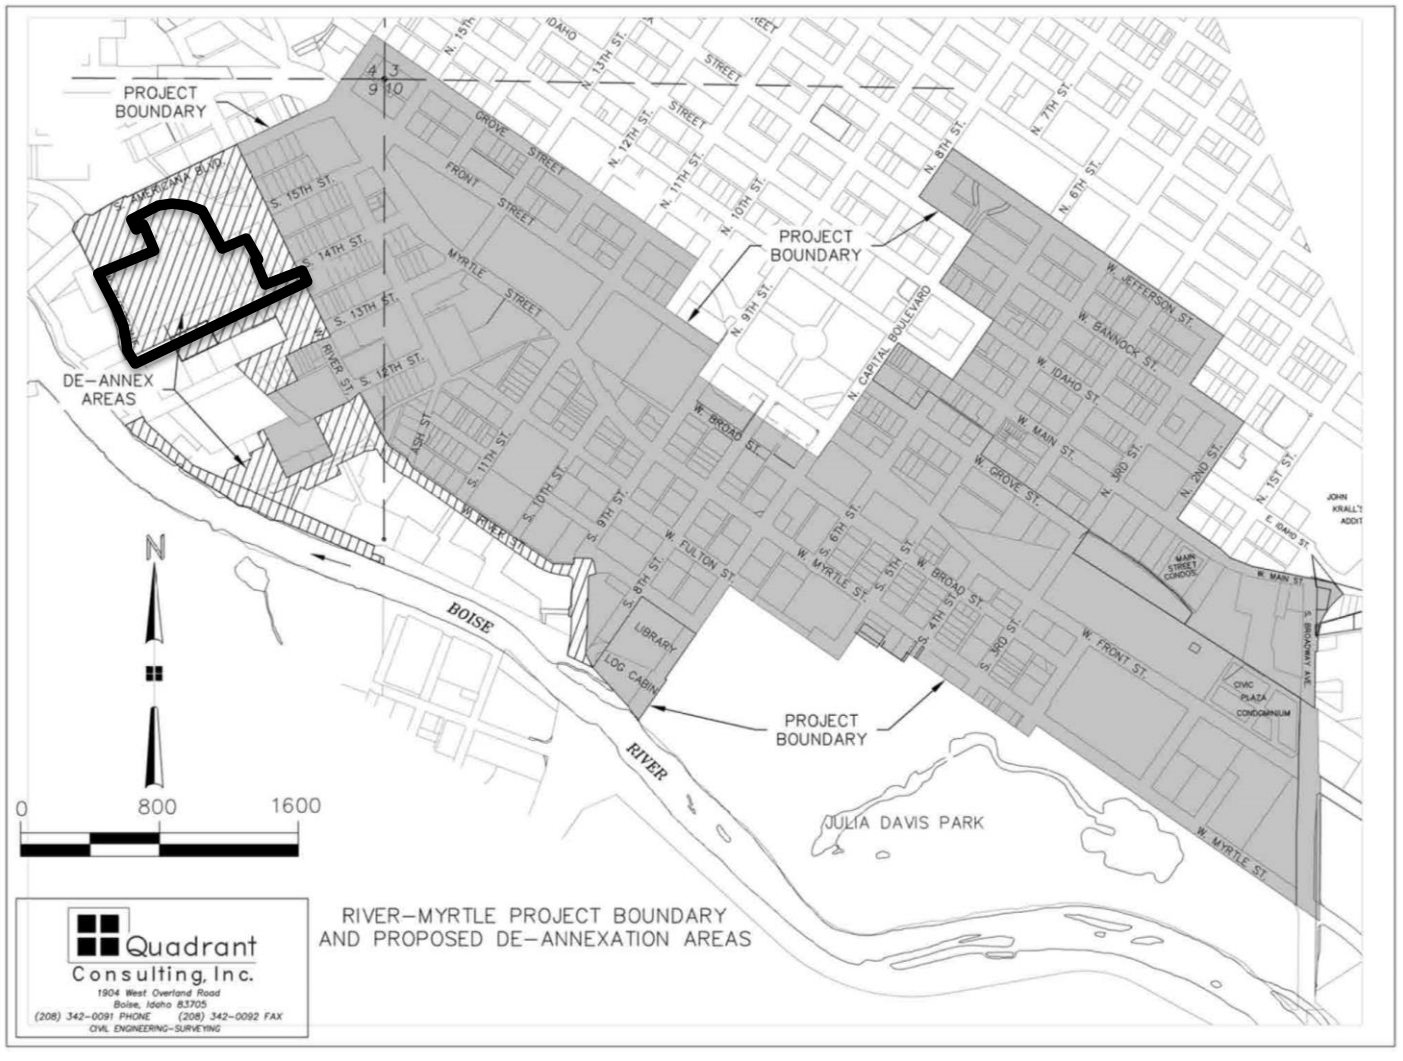 IDAHO
N. 15TH ST.
N. 13TH ST.
STREET
STREET
STREET
N. 12TH ST.
N. 11TH ST.
N. 10TH ST.
N. 9TH ST.
N. 8TH ST.
N. 7TH ST.
N. 6TH ST.
4 3
9 10
PROJECT
BOUNDARY
GROVE
STREET
FRONT
STREET
MYRTLE
STREET
S. AMERICANA BLVD.
S. 15TH ST.
S. 14TH ST.
S. 13TH ST.
S. 12TH ST.
W. RIVER ST.
PROJECT
BOUNDARY
N. CAPITAL BOULEVARD
W. JEFFERSON ST.
W. BANNOCK ST.
W. IDAHO ST.
W. MAIN ST.
W. GROVE ST.
N. 3RD ST.
N. 2ND ST.
N. 1ST ST.
E. IDAHO ST.
JOHN
KRALL'S
ADDIT
DE-ANNEX
AREAS
W. BROAD ST.
ASH ST
S. 11TH ST.
S. 10TH ST.
S. 9TH ST.
S. 8TH ST.
W. RIVER ST
W. FULTON ST.
W. MYRTLE ST.
S. 6TH ST.
S. 5TH ST.
W. BROAD ST.
S. 4TH ST.
S. 3RD ST.
MAIN
STREET
CONDOS.
W. MAIN ST.
S. BROADWAY AVE.
W. FRONT ST.
CIVIC
PLAZA
CONDOMINIUM
LIBRARY
LOG CABIN
N
BOISE
RIVER
PROJECT
BOUNDARY
JULIA DAVIS PARK
W. MYRTLE ST.
0 800 1600
RIVER-MYRTLE PROJECT BOUNDARY
AND PROPOSED DE-ANNEXATION AREAS
Quadrant
Consulting, Inc.
1904 West Overland Road
Boise, Idaho 83705
(208) 342-0091 PHONE (208) 342-0092 FAX
CIVIL ENGINEERING-SURVEYING